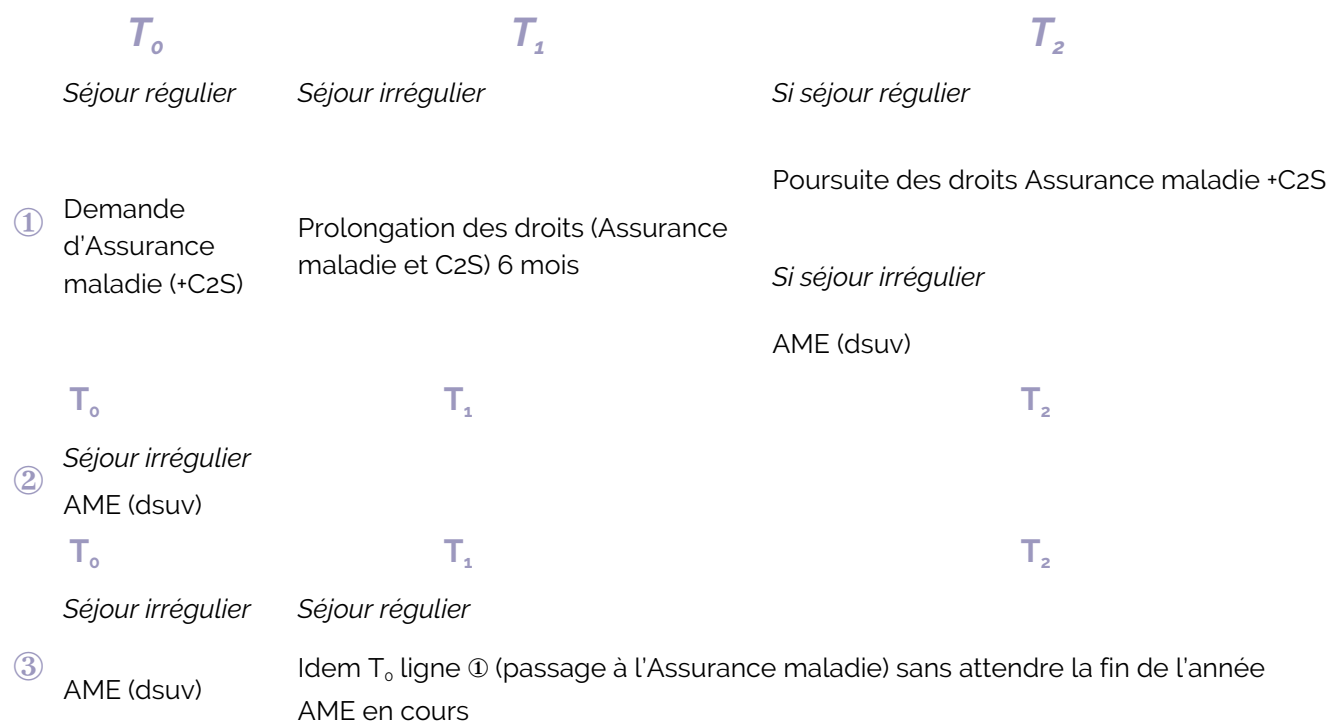 T₀ T₁ T₂
Séjour régulier Séjour irrégulier Si séjour régulier
Poursuite des droits Assurance maladie +C2S
① Demande d'Assurance maladie (+C2S)
Prolongation des droits (Assurance
maladie et C2S) 6 mois
Si séjour irrégulier
AME (dsuv)
T₀ T₁ T₂
② Séjour irrégulier
AME (dsuv)
T₀ T₁ T₂
Séjour irrégulier Séjour régulier
③ AME (dsuv)
Idem T₀ ligne ① (passage à l'Assurance maladie) sans attendre la fin de l'année
AME en cours